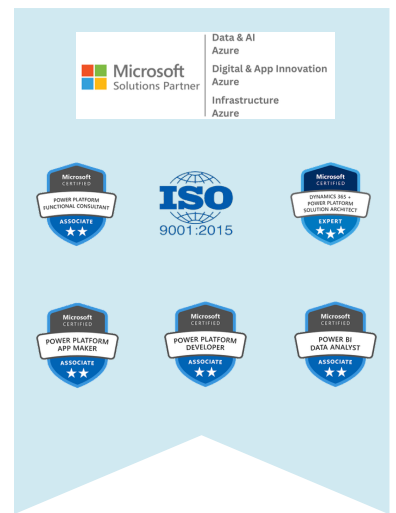 Microsoft
Solutions Partner
Data & AI
Azure
Digital & App Innovation
Azure
Infrastructure
Azure
Microsoft
CERTIFIED
POWER PLATFORM
FUNCTIONAL CONSULTANT
ASSOCIATE
ISO
9001:2015
Microsoft
CERTIFIED
DYNAMICS 365 +
POWER PLATFORM
SOLUTION ARCHITECT
EXPERT
Microsoft
CERTIFIED
POWER PLATFORM
APP MAKER
ASSOCIATE
Microsoft
CERTIFIED
POWER PLATFORM
DEVELOPER
ASSOCIATE
Microsoft
CERTIFIED
POWER BI
DATA ANALYST
ASSOCIATE